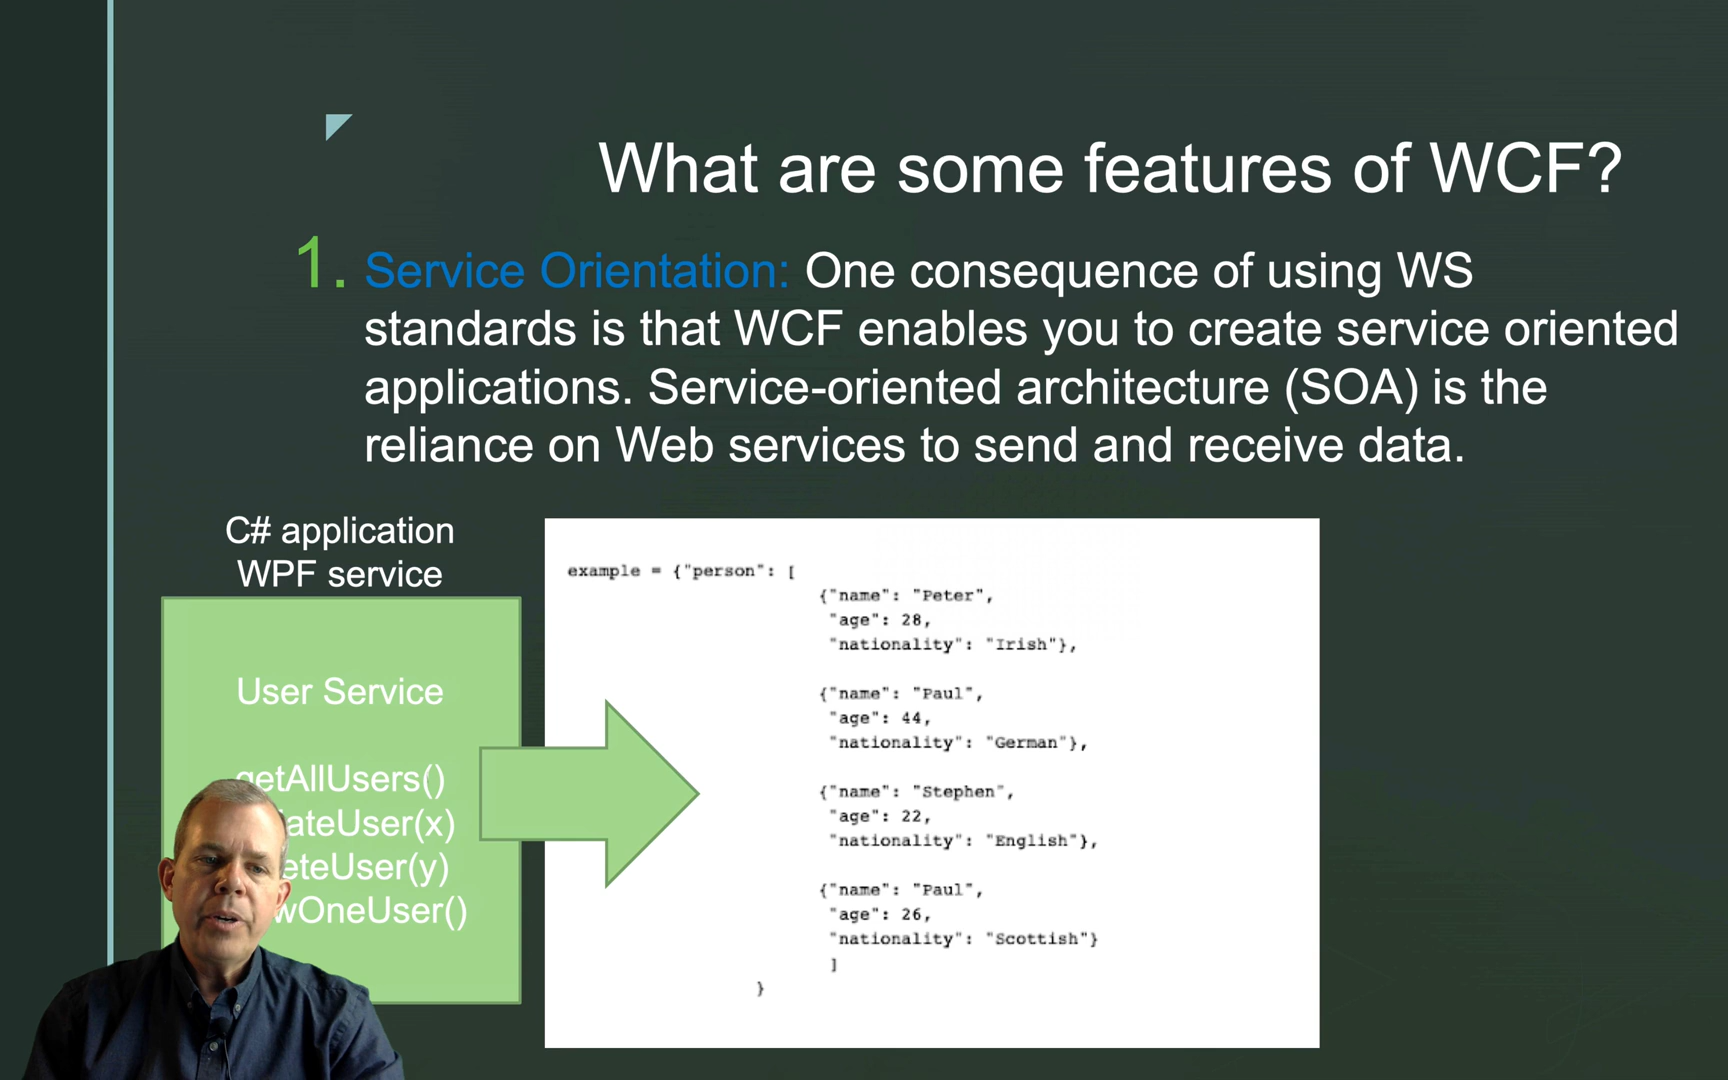 What are some features of WCF?
1. Service Orientation: One consequence of using WS
standards is that WCF enables you to create service oriented
applications. Service-oriented architecture (SOA) is the
reliance on Web services to send and receive data.
C# application
WPF service
User Service
getAllUsers()
ateUser(x)
eteUser(y)
wOneUser()
example = {"person": [
{"name": "Peter",
"age": 28,
"nationality": "Irish"},
{"name": "Paul",
"age": 44,
"nationality": "German"},
{"name": "Stephen",
"age": 22,
"nationality": "English"},
{"name": "Paul",
"age": 26,
"nationality": "Scottish"}
]
}